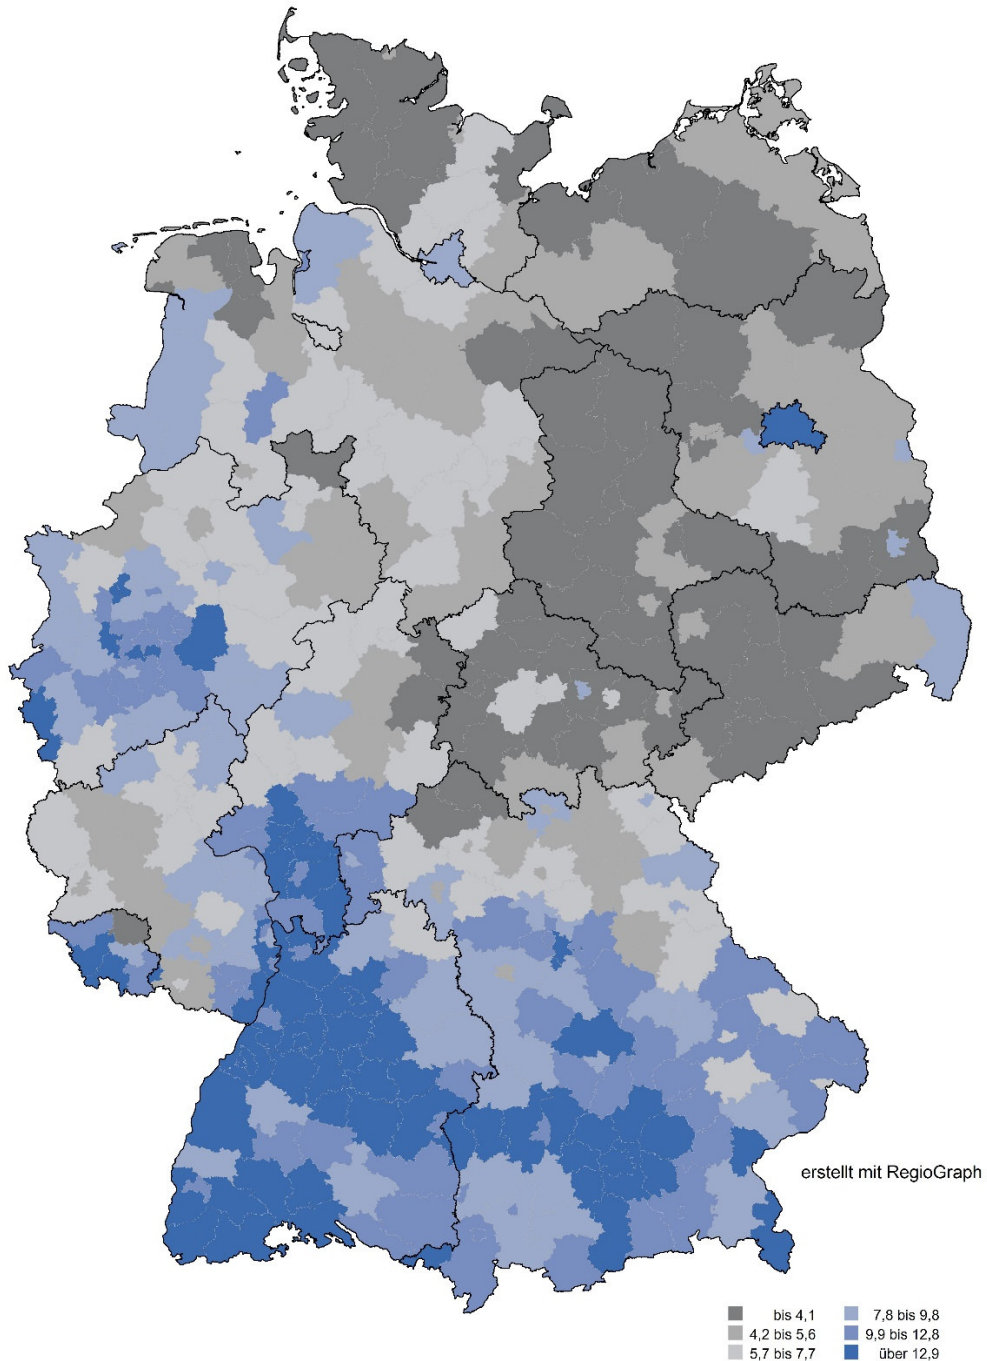 erstellt mit RegioGraph
bis 4,1
4,2 bis 5,6
5,7 bis 7,7
7,8 bis 9,8
9,9 bis 12,8
über 12,9